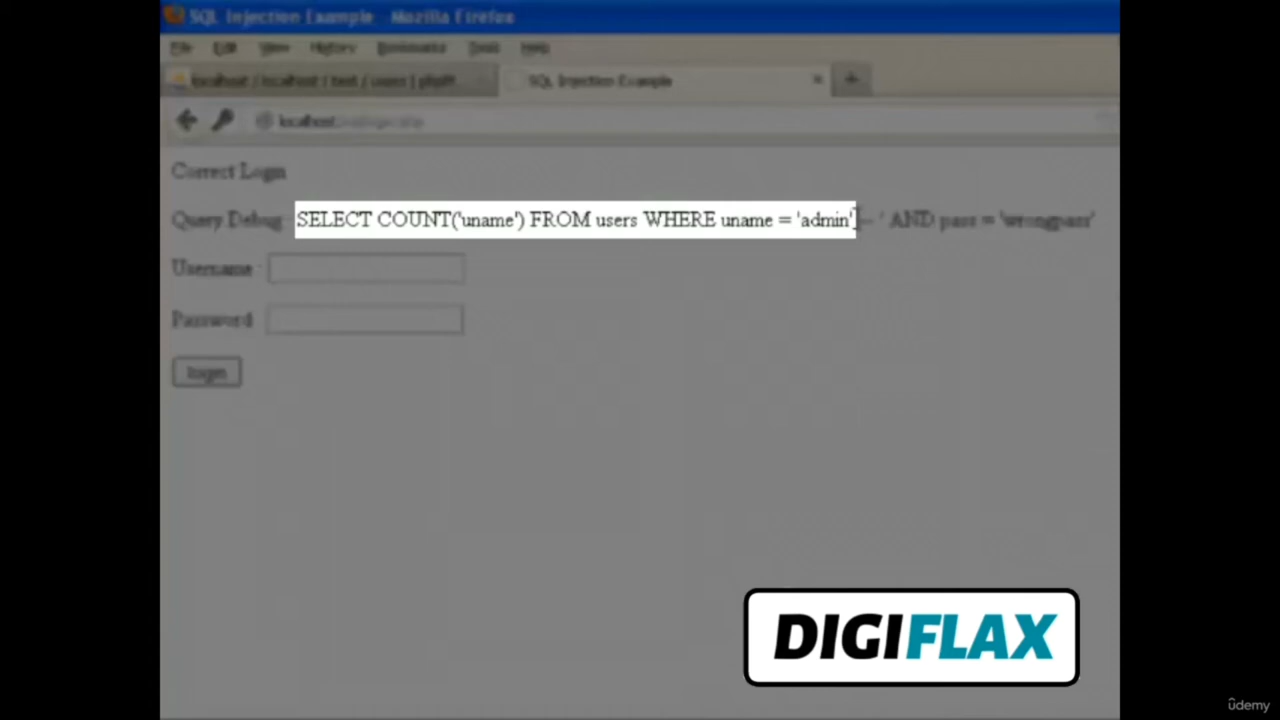 SQL Injection Example - Mozilla Firefox
File Edit View History Bookmarks Tools Help
localhost / localhost / test / users | phpM SQL Injection Example
localhost
Correct Login
Query Debug SELECT COUNT('uname') FROM users WHERE uname = 'admin'-- ' AND pass = 'wrongpass'
Username
Password
login
DIGIFLAX
ûdemy